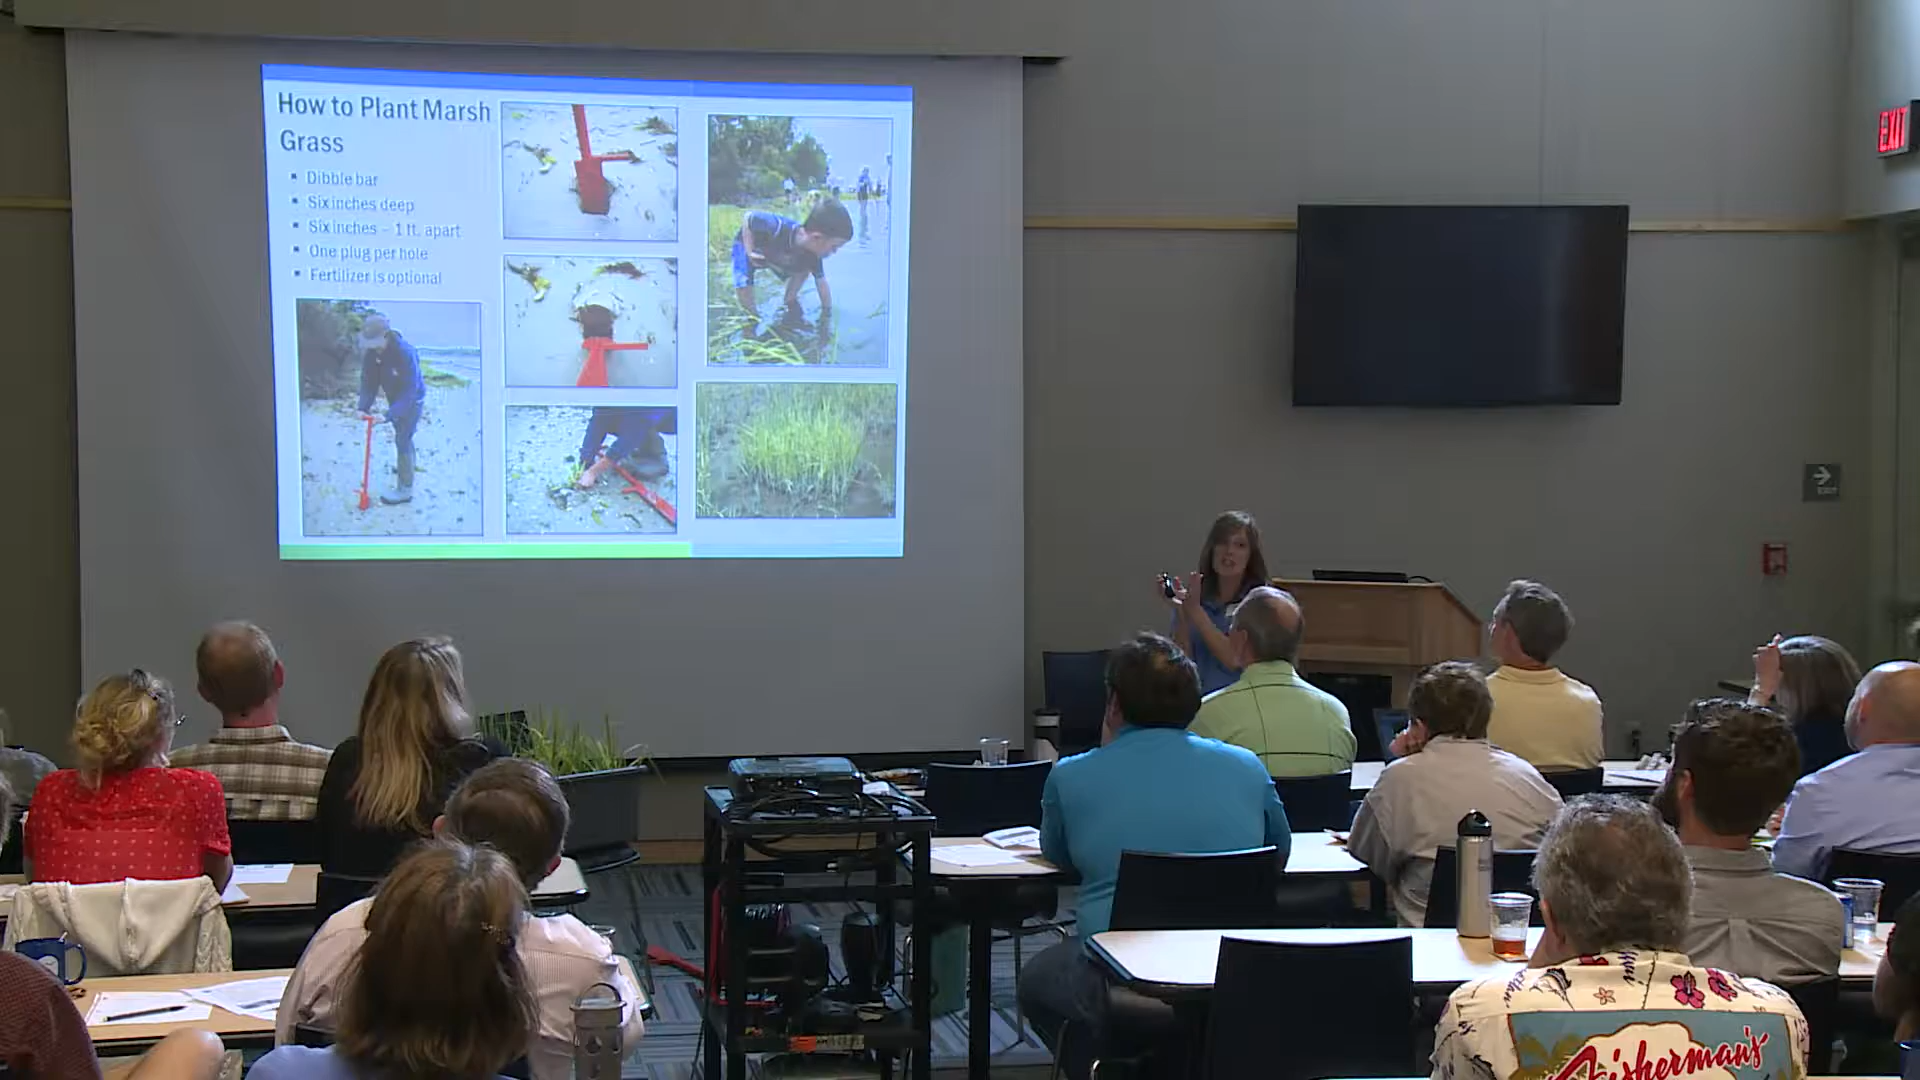 How to Plant Marsh
Grass
▪ Dibble bar
▪ Six inches deep
▪ Six inches – 1 ft. apart
▪ One plug per hole
▪ Fertilizer is optional
EXIT
EXIT
Fisherman's